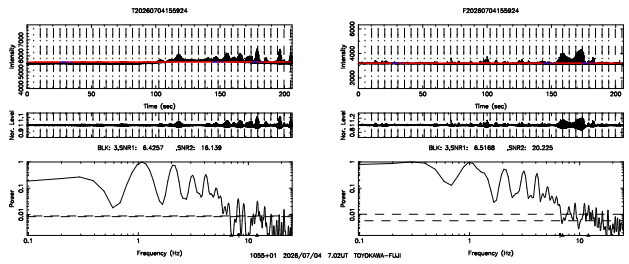 T20260704155924
F20260704155924
Intensity
5000 6000 7000
0 50 100 150 200
Time (sec)
Intensity
2000 4000 6000
0 50 100 150 200
Time (sec)
Nor. Level
0.9 1 1.1
Nor. Level
0.8 1 1.2
BLK: 3,SNR1: 6.4257 ,SNR2: 16.139
BLK: 3,SNR1: 6.5168 ,SNR2: 20.225
Power
1
0.1
0.01
0.1 1 10
Frequency (Hz)
Power
1
0.1
0.01
0.1 1 10
Frequency (Hz)
1055+01 2026/07/04 7.02UT TOYOKAWA-FUJI